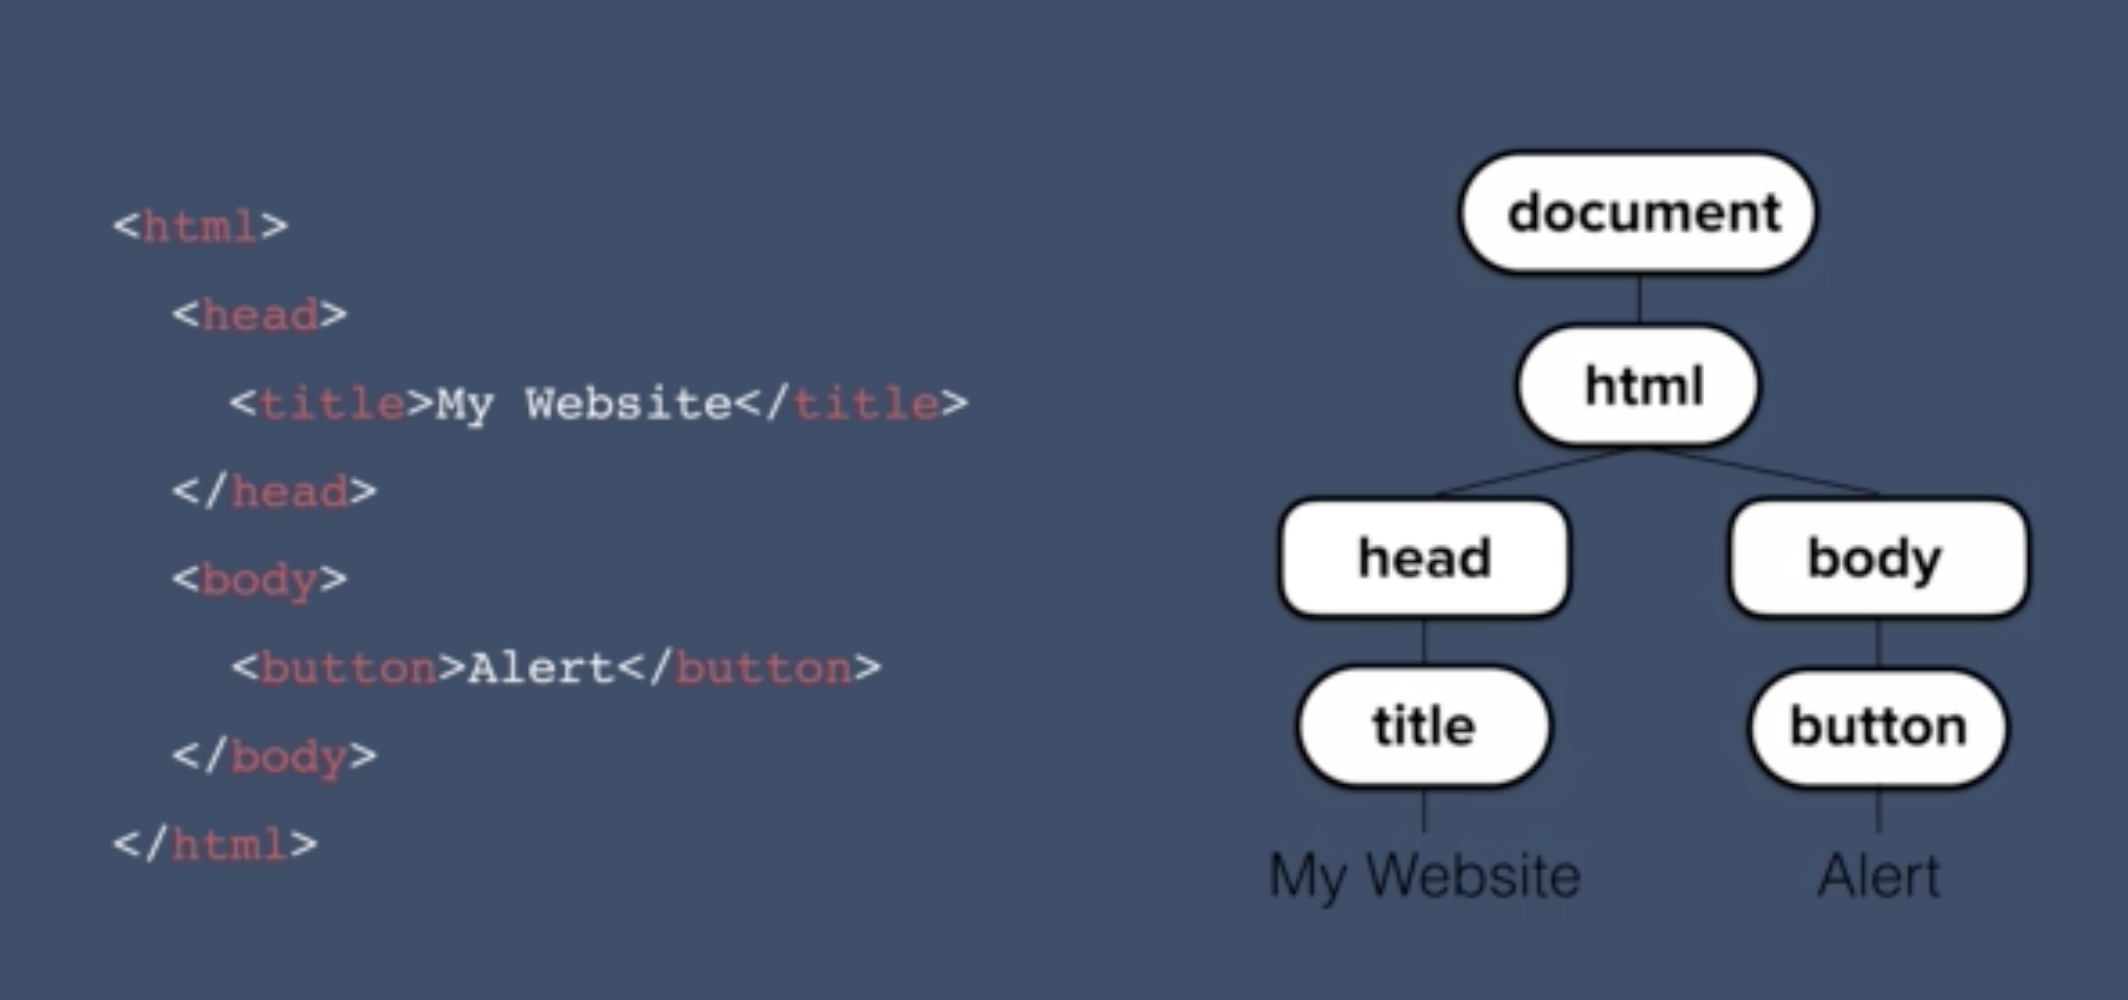 <html>
<head>
<title>My Website</title>
</head>
<body>
<button>Alert</button>
</body>
</html>
document
html
head body
title button
My Website Alert